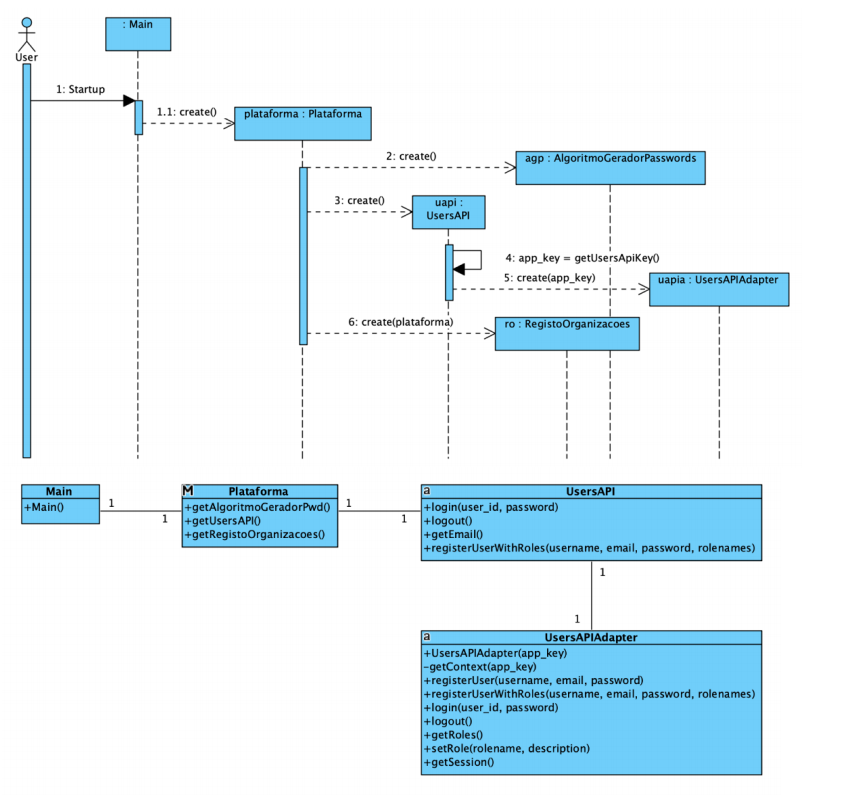 : Main
User
1: Startup
1.1: create()
plataforma : Plataforma
2: create()
agp : AlgoritmoGeradorPasswords
3: create()
uapi :
UsersAPI
4: app_key = getUsersApiKey()
5: create(app_key)
uapia : UsersAPIAdapter
6: create(plataforma)
ro : RegistoOrganizacoes
Main
+Main()
1
1
M
Plataforma
+getAlgoritmoGeradorPwd()
+getUsersAPI()
+getRegistoOrganizacoes()
1
1
a
UsersAPI
+login(user_id, password)
+logout()
+getEmail()
+registerUserWithRoles(username, email, password, rolenames)
1
1
a
UsersAPIAdapter
+UsersAPIAdapter(app_key)
-getContext(app_key)
+registerUser(username, email, password)
+registerUserWithRoles(username, email, password, rolenames)
+login(user_id, password)
+logout()
+getRoles()
+setRole(rolename, description)
+getSession()